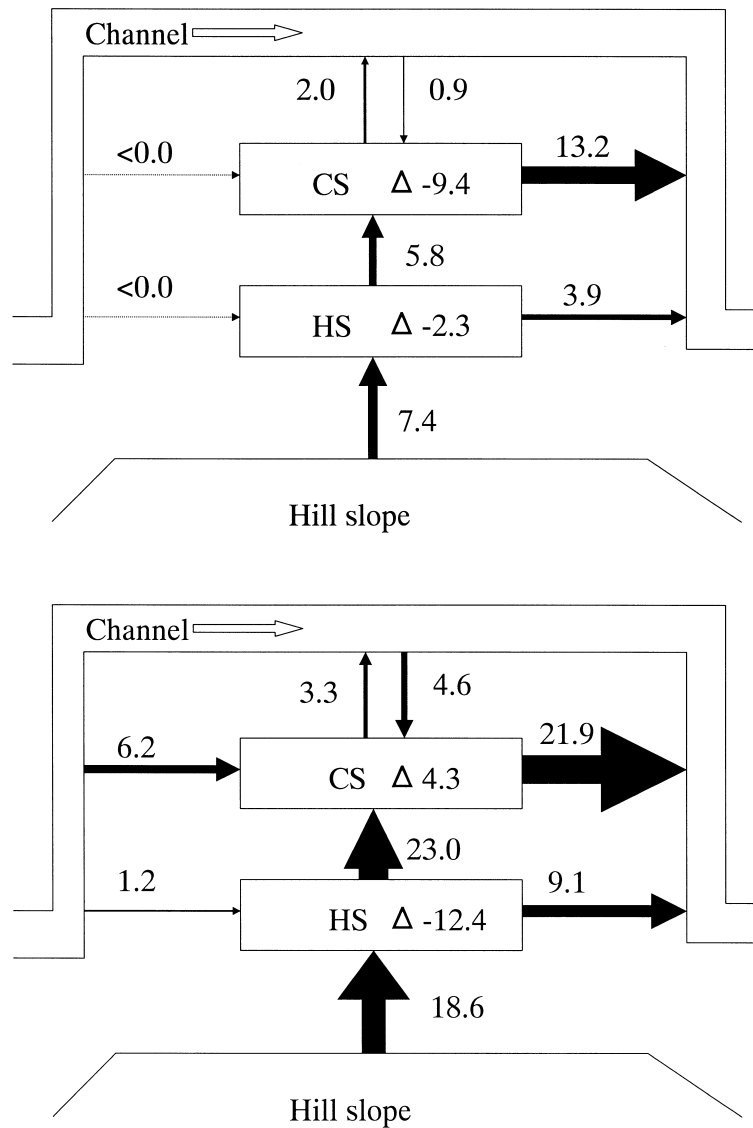 Channel
2.0 0.9
<0.0 13.2
CS Δ -9.4
5.8
<0.0 3.9
HS Δ -2.3
7.4
Hill slope
Channel
3.3 4.6
6.2 21.9
CS Δ 4.3
23.0
1.2 9.1
HS Δ -12.4
18.6
Hill slope